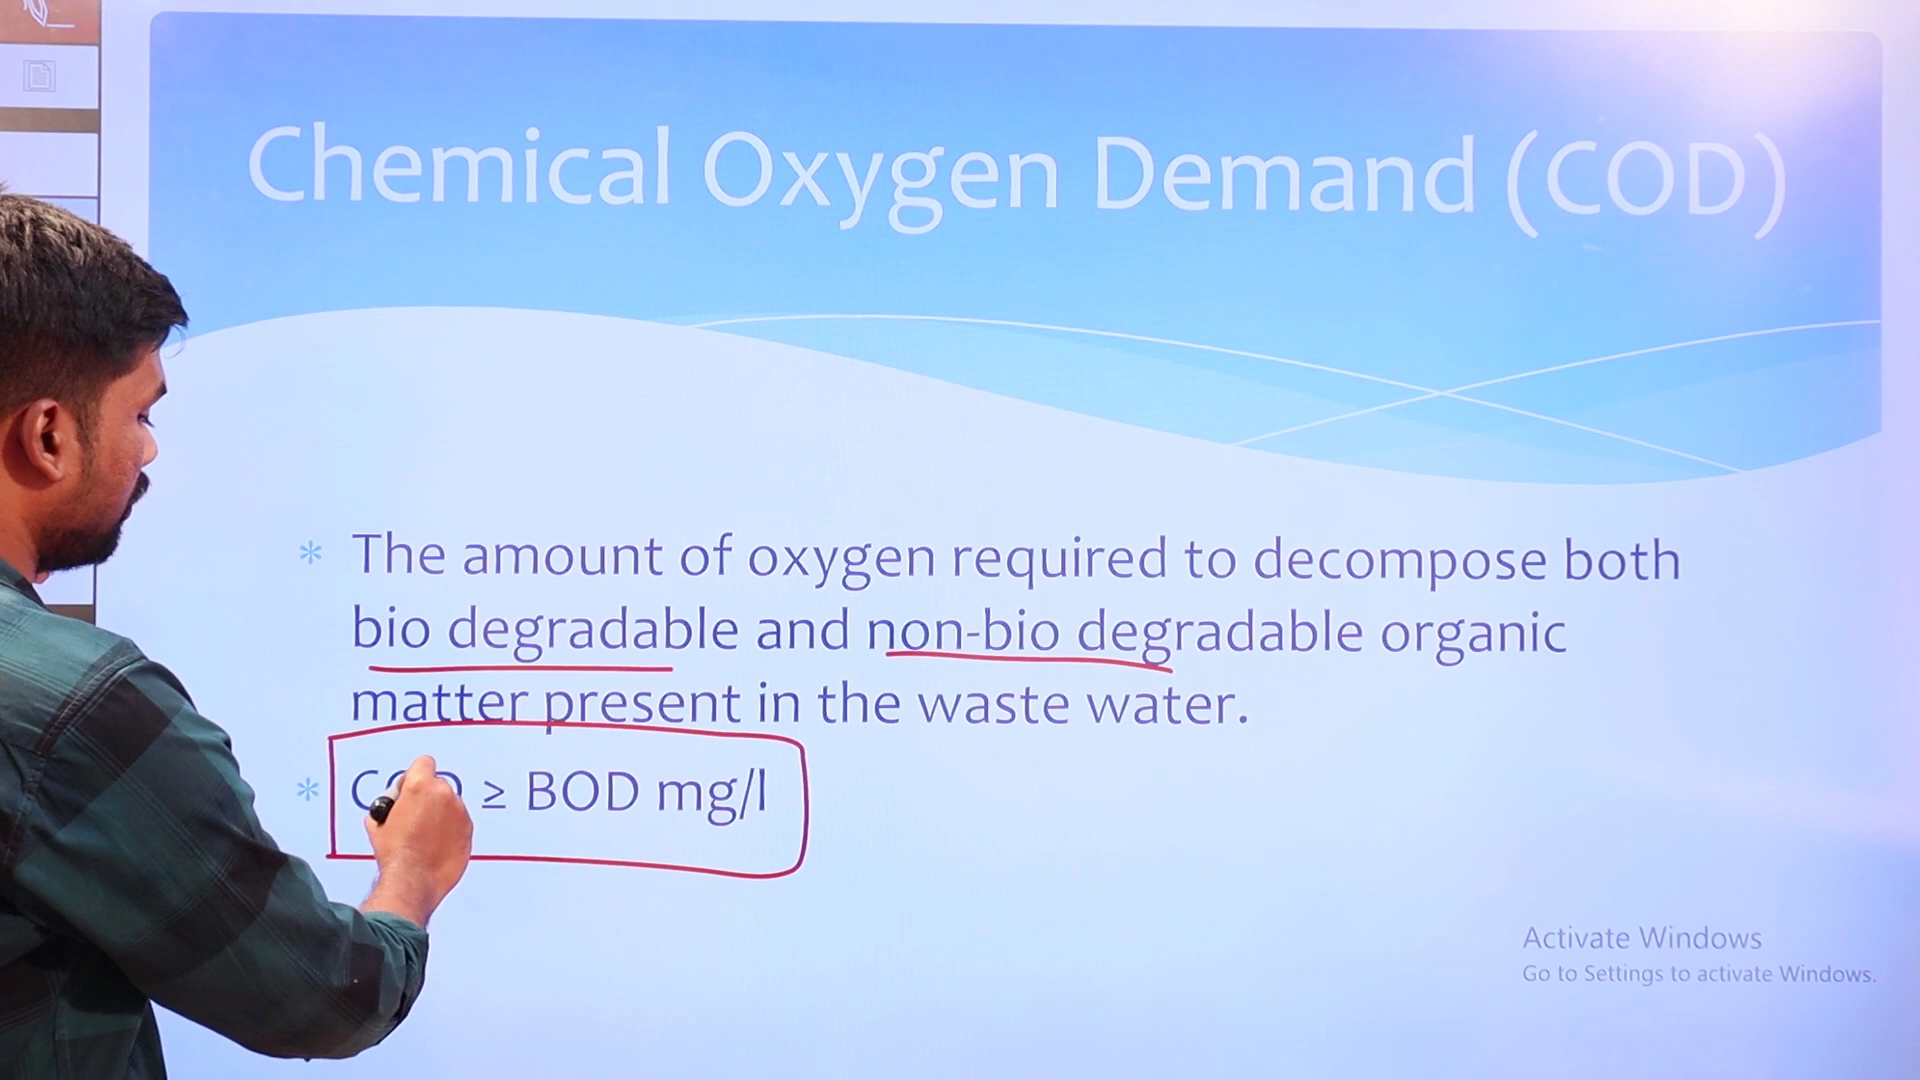 Chemical Oxygen Demand (COD)
* The amount of oxygen required to decompose both
bio degradable and non-bio degradable organic
matter present in the waste water.
* COD ≥ BOD mg/l
Activate Windows
Go to Settings to activate Windows.